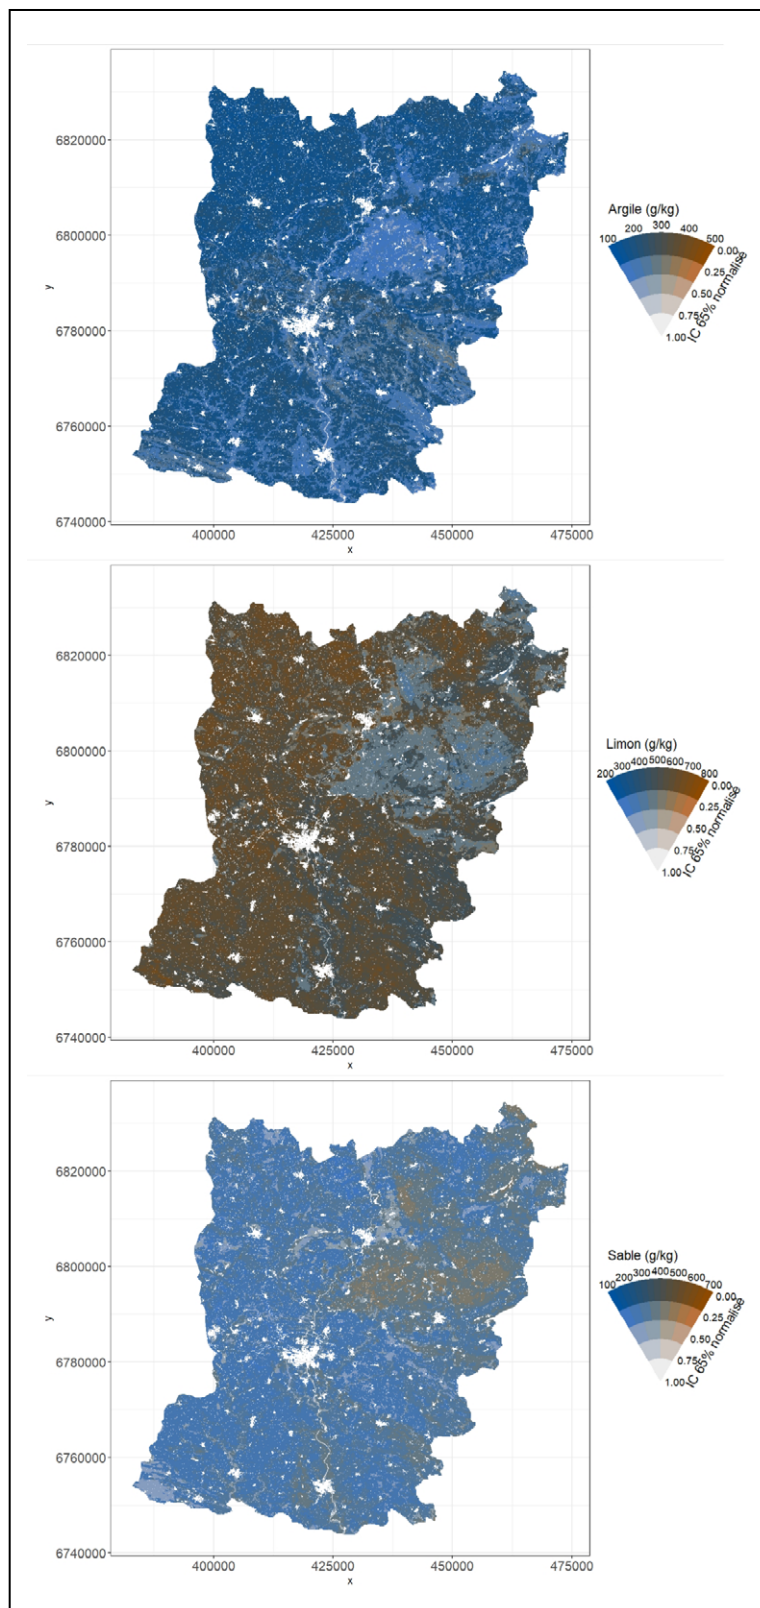 6820000
6800000
y
6780000
6760000
6740000
400000 425000 450000 475000
x
Argile (g/kg)
100 200 300 400 500
0.00
0.25
0.50
0.75
1.00
IC 65% normalise
6820000
6800000
y
6780000
6760000
6740000
400000 425000 450000 475000
x
Limon (g/kg)
200 300 400 500 600 700 800
0.00
0.25
0.50
0.75
1.00
IC 65% normalise
6820000
6800000
y
6780000
6760000
6740000
400000 425000 450000 475000
x
Sable (g/kg)
100 200 300 400 500 600 700
0.00
0.25
0.50
0.75
1.00
IC 65% normalise